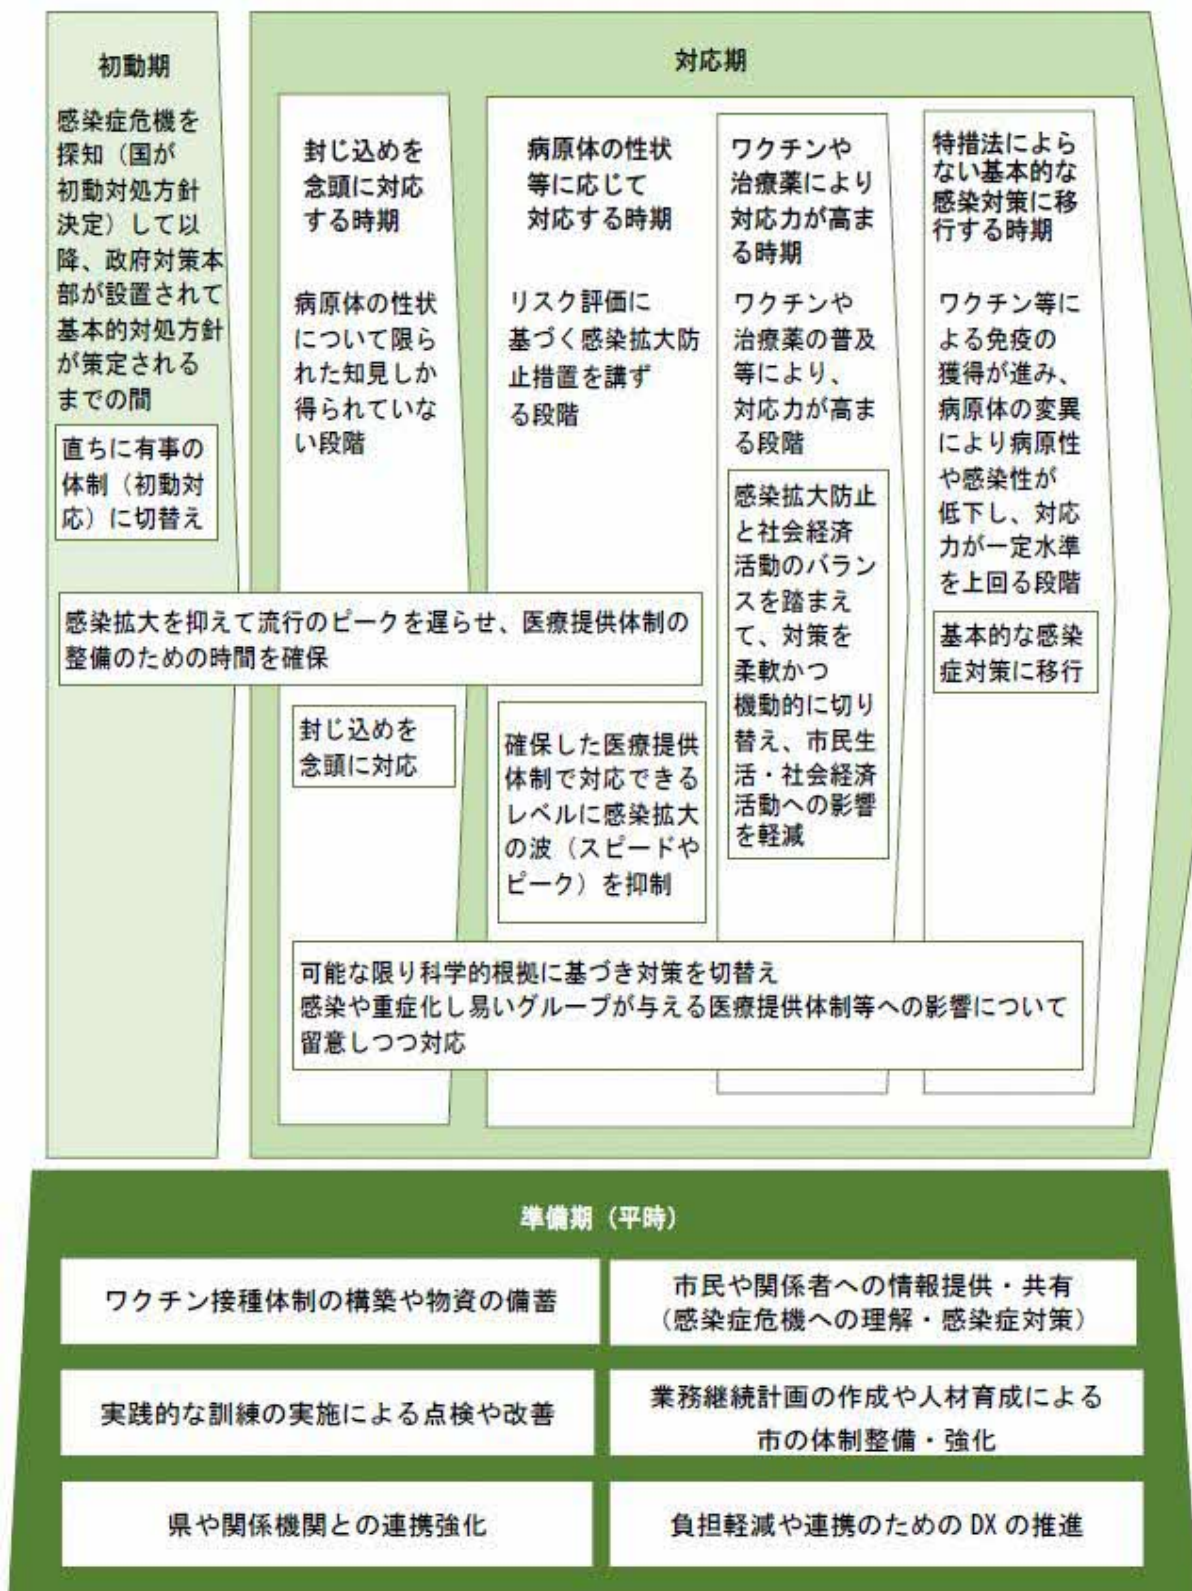 初動期
感染症危機を
探知（国が
初動対処方針
決定）して以
降、政府対策本
部が設置されて
基本的対処方針
が策定される
までの間
直ちに有事の
体制（初動対
応）に切替え
対応期
封じ込めを
念頭に対応
する時期
病原体の性状
について限ら
れた知見しか
得られていな
い段階
病原体の性状
等に応じて
対応する時期
リスク評価に
基づく感染拡大防
止措置を講ず
る段階
ワクチンや
治療薬により
対応力が高ま
る時期
ワクチンや
治療薬の普及
等により、
対応力が高ま
る段階
感染拡大防止
と社会経済
活動のバラン
スを踏まえ
て、対策を
柔軟かつ
機動的に切り
替え、市民生
活・社会経済
活動への影響
を軽減
特措法によら
ない基本的な
感染対策に移
行する時期
ワクチン等に
よる免疫の
獲得が進み、
病原体の変異
により病原性
や感染性が
低下し、対応
力が一定水準
を上回る段階
基本的な感染
症対策に移行
感染拡大を抑えて流行のピークを遅らせ、医療提供体制の
整備のための時間を確保
封じ込めを
念頭に対応
確保した医療提供
体制で対応できる
レベルに感染拡大
の波（スピードや
ピーク）を抑制
可能な限り科学的根拠に基づき対策を切替え
感染や重症化し易いグループが与える医療提供体制等への影響について
留意しつつ対応
準備期（平時）
ワクチン接種体制の構築や物資の備蓄
市民や関係者への情報提供・共有
（感染症危機への理解・感染症対策）
実践的な訓練の実施による点検や改善
業務継続計画の作成や人材育成による
市の体制整備・強化
県や関係機関との連携強化
負担軽減や連携のための DX の推進